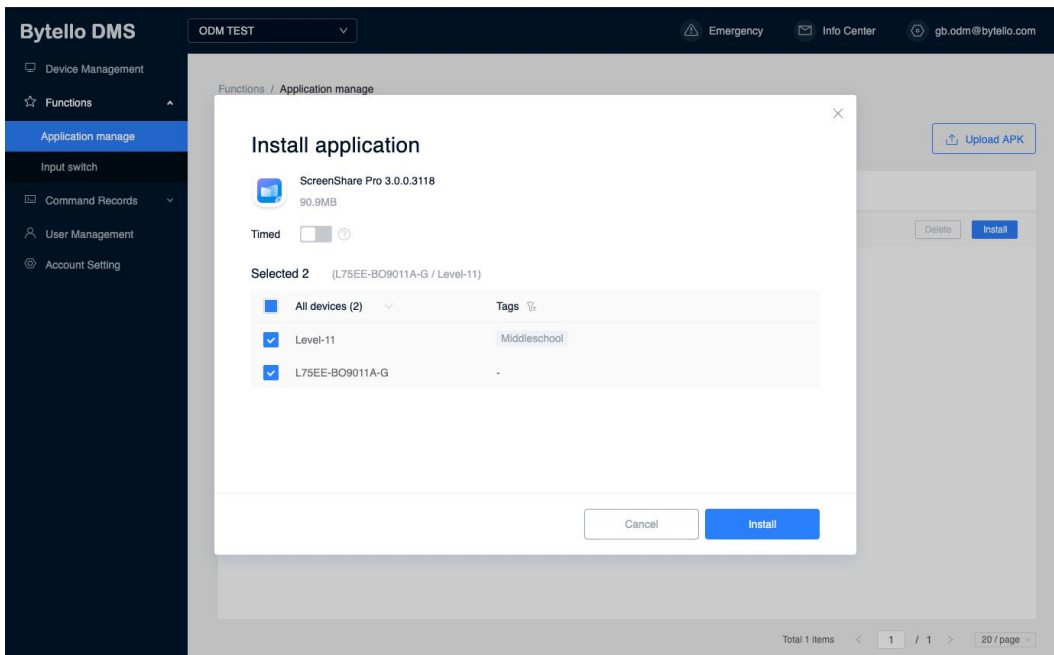 Bytello DMS
ODM TEST
Emergency
Info Center
gb.odm@bytello.com
Device Management
Functions
Application manage
Input switch
Command Records
User Management
Account Setting
Functions / Application manage
Upload APK
Delete
Install
Install application
ScreenShare Pro 3.0.0.3118
90.9MB
Timed
Selected 2 (L75EE-BO9011A-G / Level-11)
All devices (2) Tags
Level-11 Middleschool
L75EE-BO9011A-G -
Cancel Install
Total 1 items < 1 / 1 > 20 / page